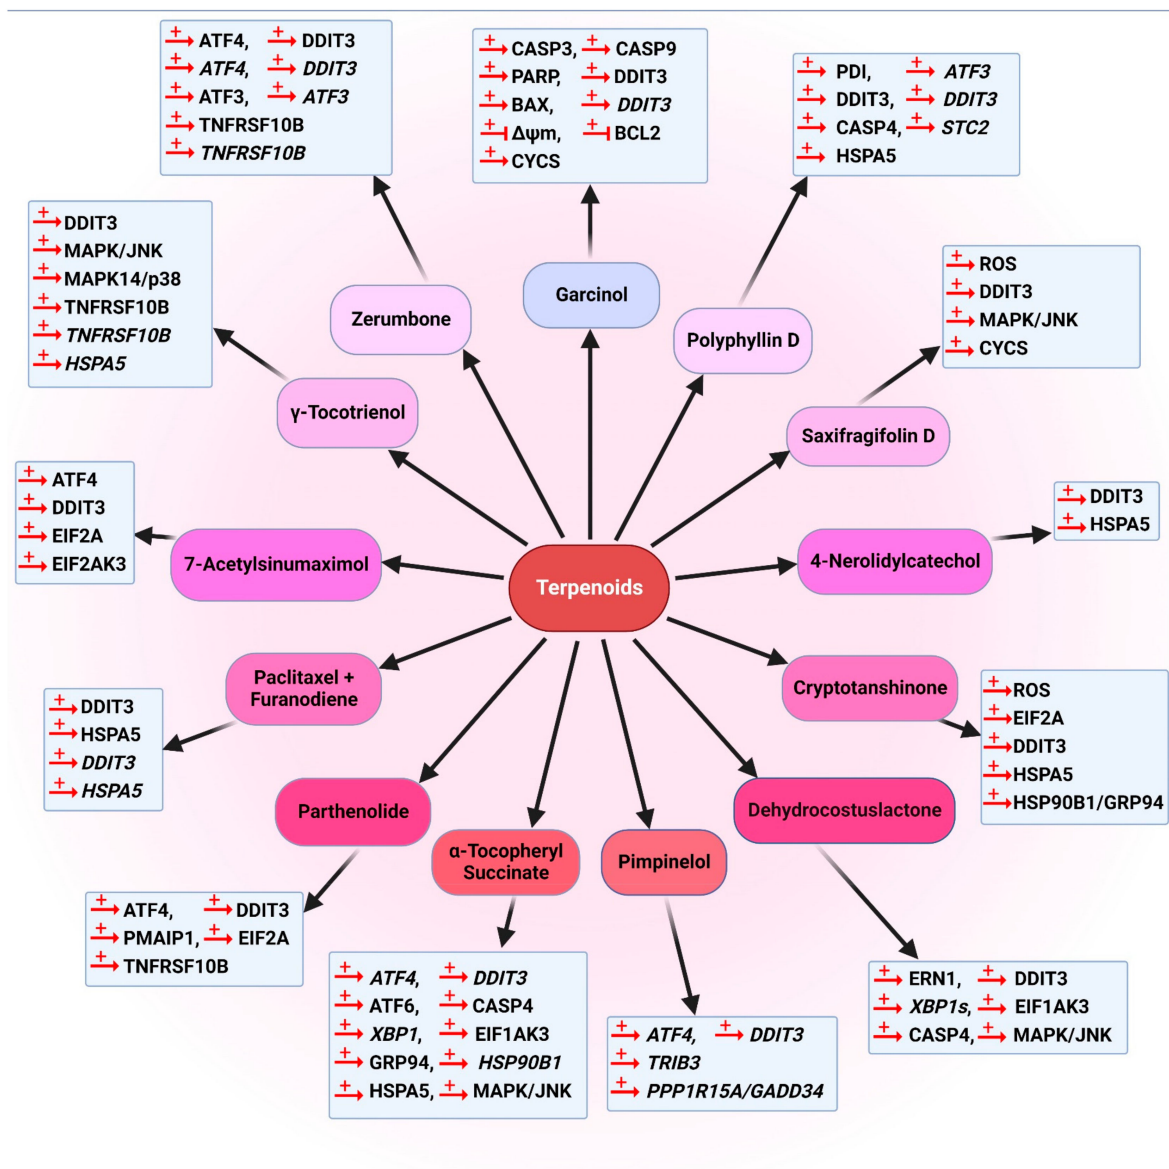 ATF4, DDIT3
ATF4, DDIT3
ATF3, ATF3
TNFRSF10B
TNFRSF10B
Zerumbone
CASP3, CASP9
PARP, DDIT3
BAX, DDIT3
Δψm, BCL2
CYCS
Garcinol
PDI, ATF3
DDIT3, DDIT3
CASP4, STC2
HSPA5
Polyphyllin D
DDIT3
MAPK/JNK
MAPK14/p38
TNFRSF10B
TNFRSF10B
HSPA5
γ-Tocotrienol
ROS
DDIT3
MAPK/JNK
CYCS
Saxifragifolin D
ATF4
DDIT3
EIF2A
EIF2AK3
7-Acetylsinumaximol
Terpenoids
4-Nerolidylcatechol
DDIT3
HSPA5
Paclitaxel +
Furanodiene
DDIT3
HSPA5
DDIT3
HSPA5
Cryptotanshinone
ROS
EIF2A
DDIT3
HSPA5
HSP90B1/GRP94
Parthenolide
ATF4, DDIT3
PMAIP1, EIF2A
TNFRSF10B
α-Tocopheryl
Succinate
ATF4, DDIT3
ATF6, CASP4
XBP1, EIF1AK3
GRP94, HSP90B1
HSPA5, MAPK/JNK
Pimpinelol
ATF4, DDIT3
TRIB3
PPP1R15A/GADD34
Dehydrocostuslactone
ERN1, DDIT3
XBP1s, EIF1AK3
CASP4, MAPK/JNK